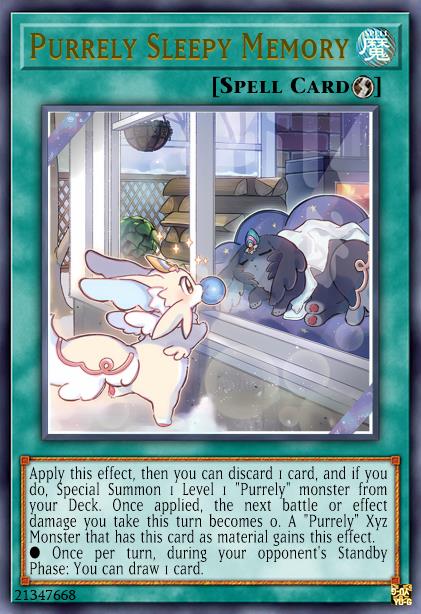 PURRELY SLEEPY MEMORY
SPELL
魔
[SPELL CARD]
Apply this effect, then you can discard 1 card, and if you
do, Special Summon 1 Level 1 "Purrely" monster from
your Deck. Once applied, the next battle or effect
damage you take this turn becomes 0. A "Purrely" Xyz
Monster that has this card as material gains this effect.
● Once per turn, during your opponent's Standby
Phase: You can draw 1 card.
21347668